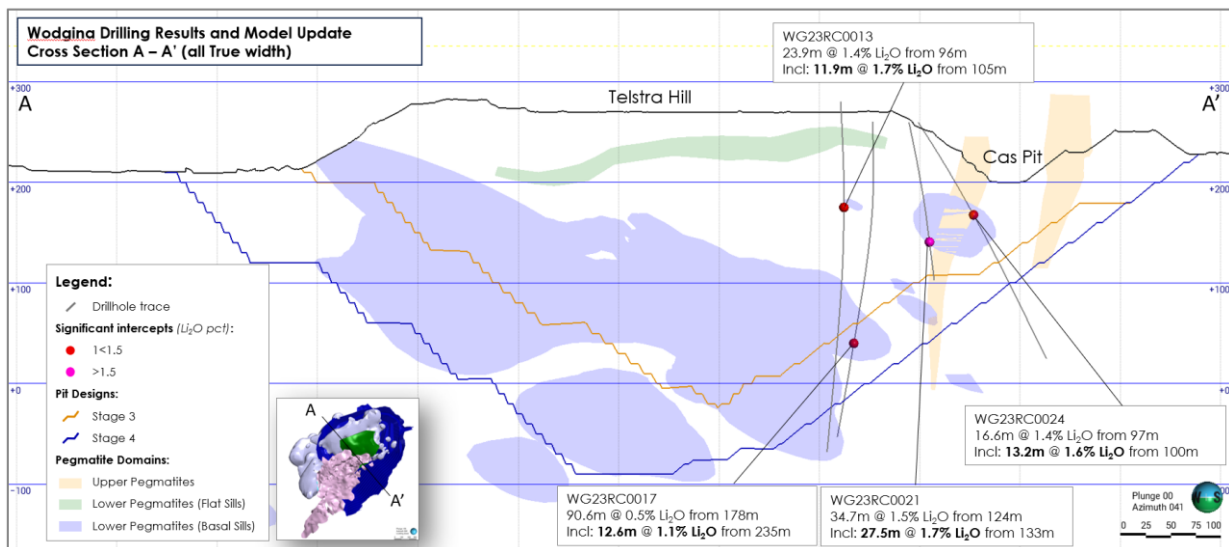 Wodgina Drilling Results and Model Update
Cross Section A – A' (all True width)
WG23RC0013
23.9m @ 1.4% Li₂O from 96m
Incl: 11.9m @ 1.7% Li₂O from 105m
+300
+300
A
Telstra Hill
A'
Cas Pit
+200
+200
+100
+100
+0
+0
-100
Legend:
Drillhole trace
Significant intercepts (Li₂O pct):
1<1.5
>1.5
Pit Designs:
Stage 3
Stage 4
Pegmatite Domains:
Upper Pegmatites
Lower Pegmatites (Flat Sills)
Lower Pegmatites (Basal Sills)
A
A'
WG23RC0024
16.6m @ 1.4% Li₂O from 97m
Incl: 13.2m @ 1.6% Li₂O from 100m
WG23RC0017
90.6m @ 0.5% Li₂O from 178m
Incl: 12.6m @ 1.1% Li₂O from 235m
WG23RC0021
34.7m @ 1.5% Li₂O from 124m
Incl: 27.5m @ 1.7% Li₂O from 133m
Plunge 00
Azimuth 041
0 25 50 75 100